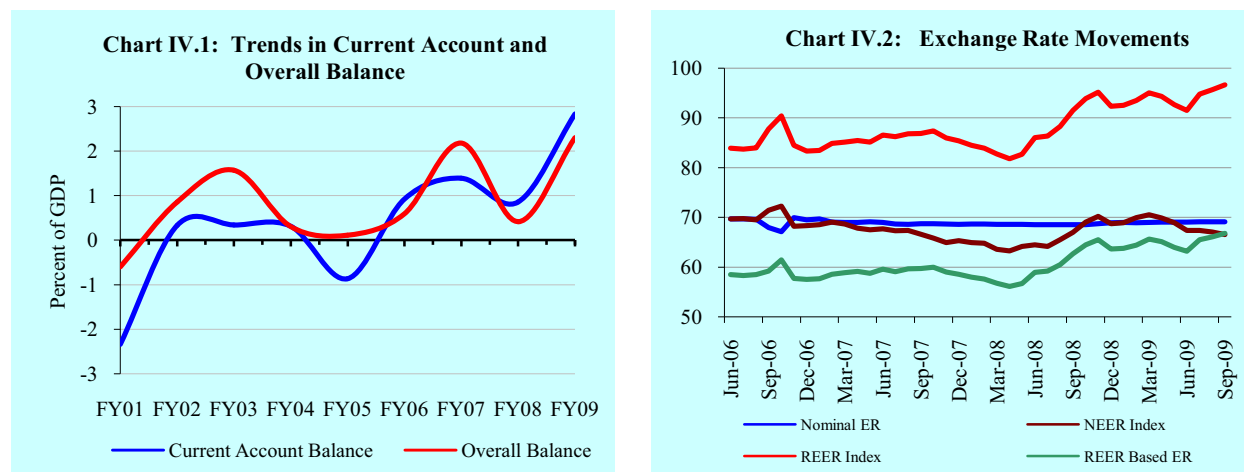 Chart IV.1: Trends in Current Account and
Overall Balance
Percent of GDP
3
2
1
0
-1
-2
-3
FY01 FY02 FY03 FY04 FY05 FY06 FY07 FY08 FY09
Current Account Balance Overall Balance
Chart IV.2: Exchange Rate Movements
100
90
80
70
60
50
Jun-06 Sep-06 Dec-06 Mar-07 Jun-07 Sep-07 Dec-07 Mar-08 Jun-08 Sep-08 Dec-08 Mar-09 Jun-09 Sep-09
Nominal ER NEER Index
REER Index REER Based ER